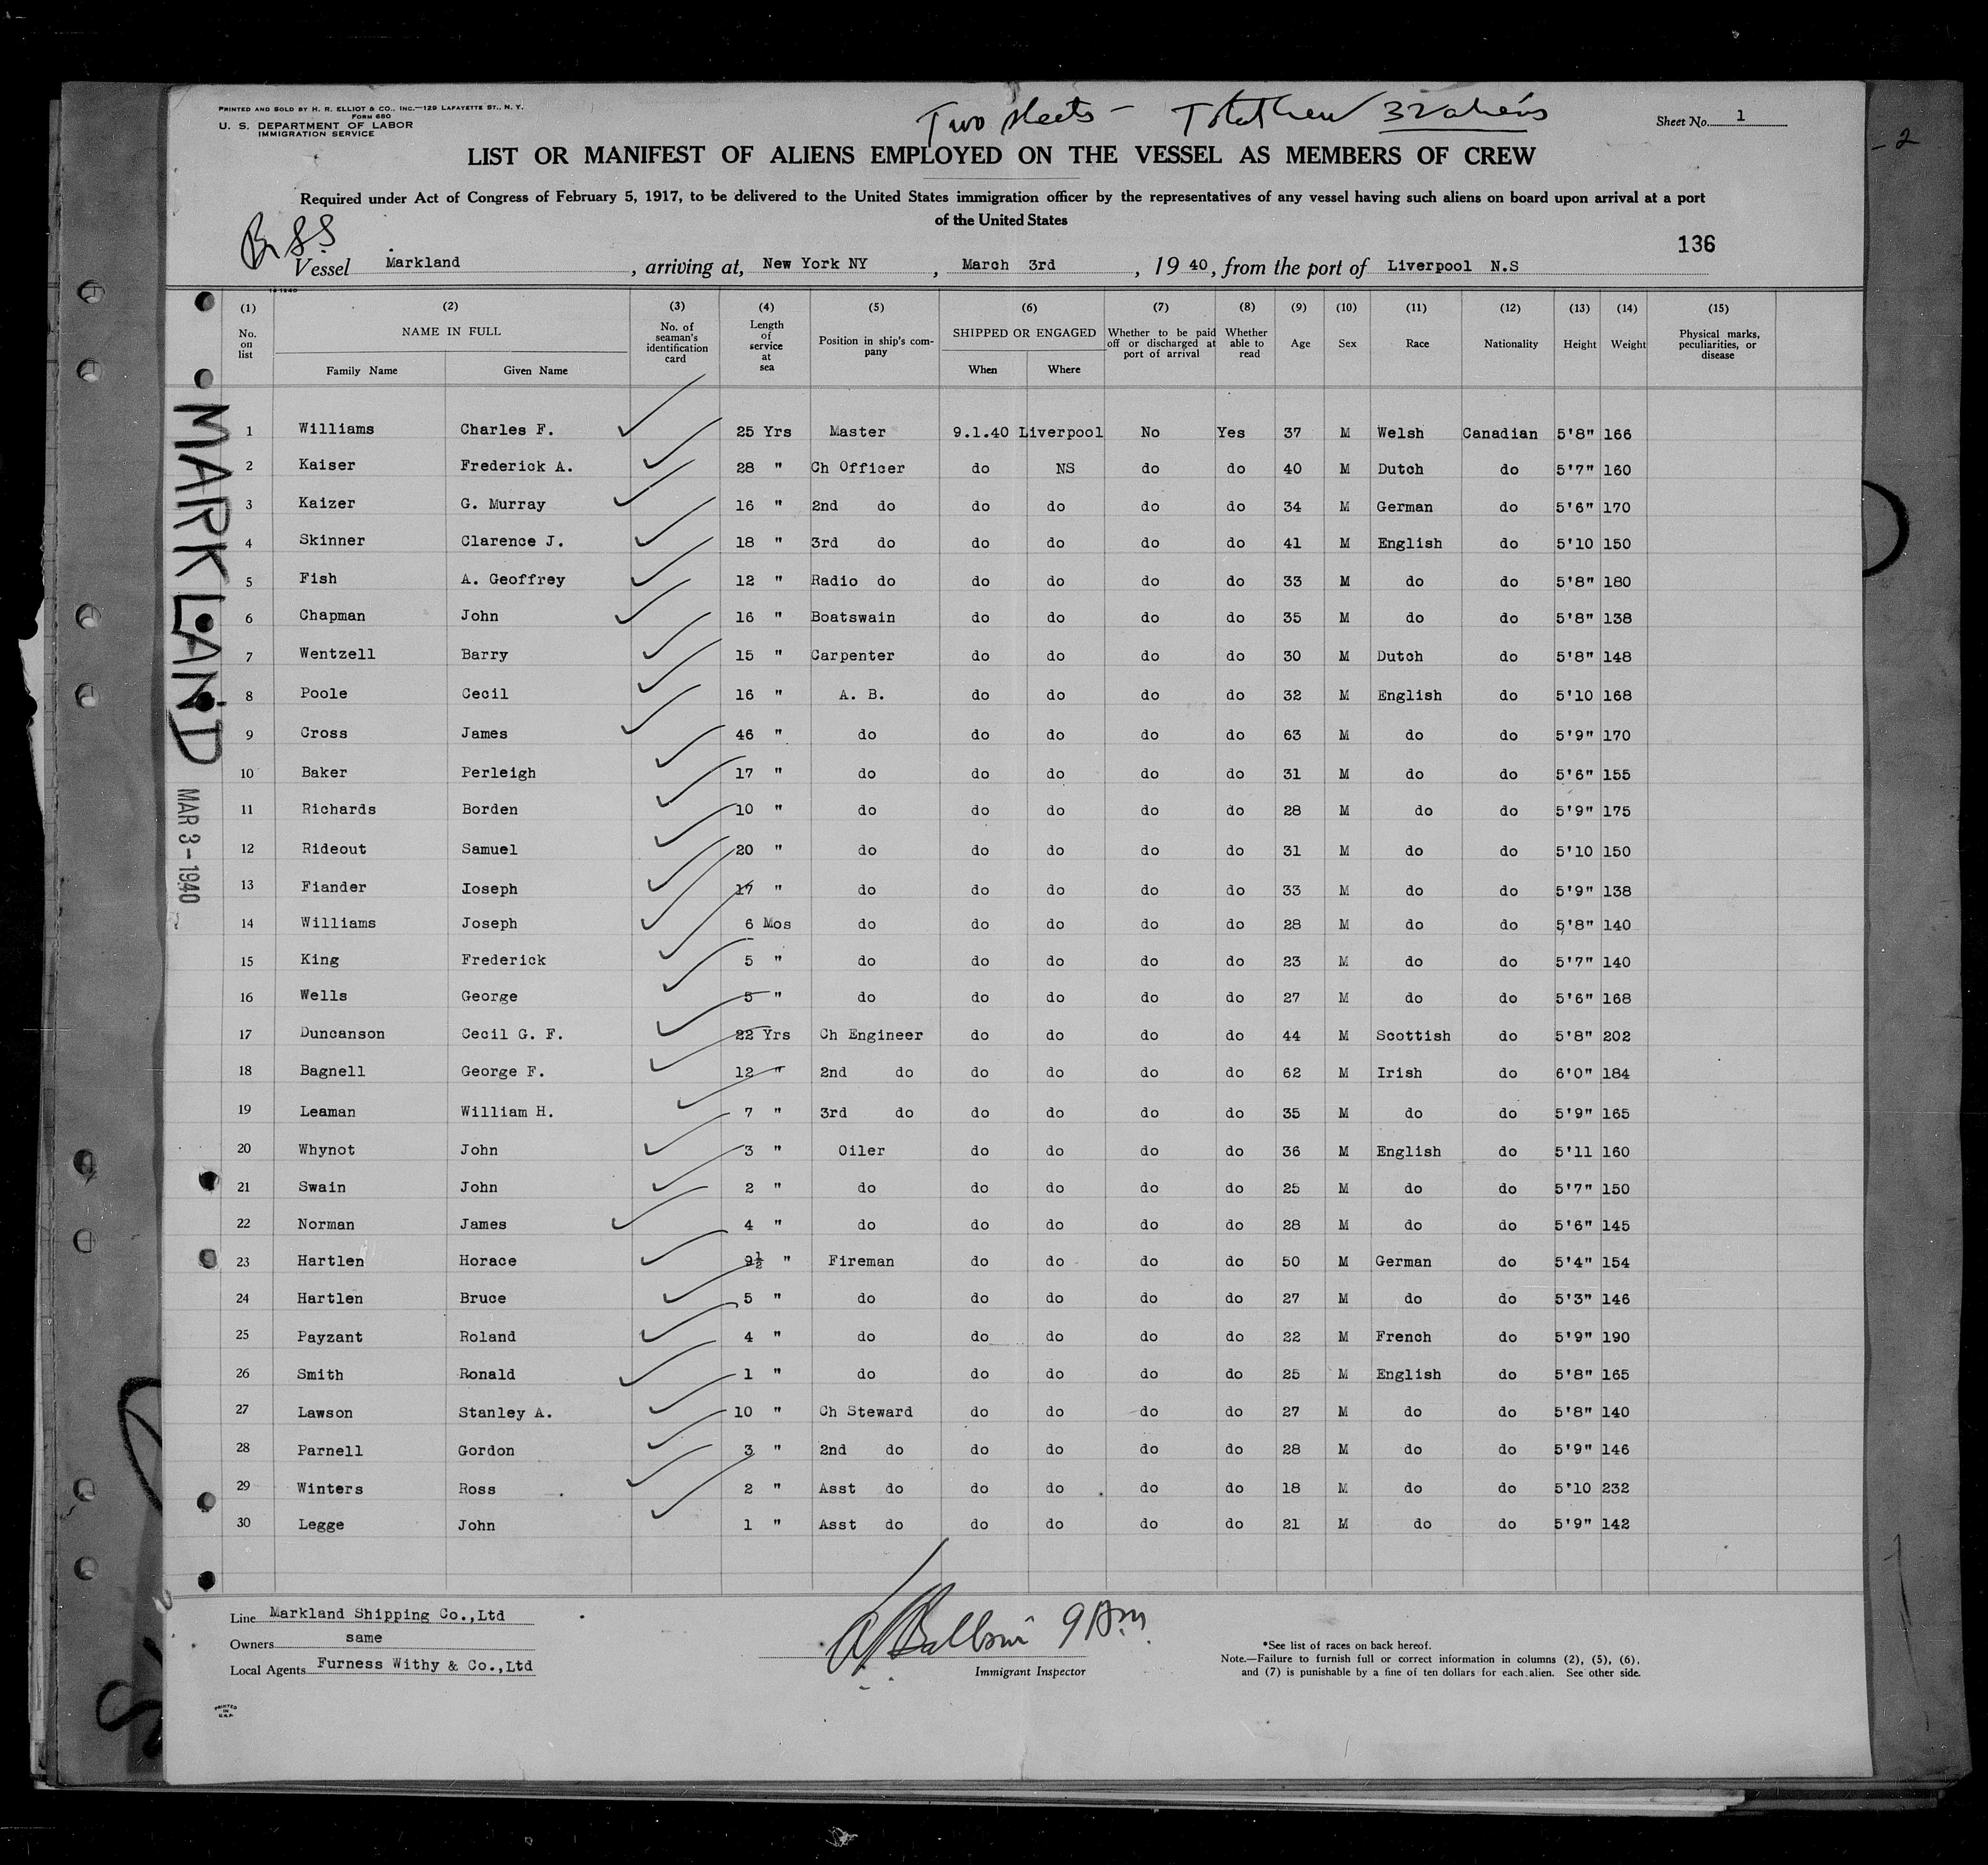 PRINTED AND SOLD BY H. R. ELLIOT & CO., INC.—129 LAFAYETTE ST., N. Y.
FORM 680
U. S. DEPARTMENT OF LABOR
IMMIGRATION SERVICE
Two sheets — Total crew 32 aliens
Sheet No. 1
- 2
LIST OR MANIFEST OF ALIENS EMPLOYED ON THE VESSEL AS MEMBERS OF CREW
Required under Act of Congress of February 5, 1917, to be delivered to the United States immigration officer by the representatives of any vessel having such aliens on board upon arrival at a port
of the United States
Br SS
136
Vessel Markland, arriving at, New York NY, March 3rd, 1940, from the port of Liverpool N.S
(1) (2) (3) (4) (5) (6) (7) (8) (9) (10) (11) (12) (13) (14) (15)
No. on list NAME IN FULL Family Name Given Name No. of seaman's identification card Length of service at sea Position in ship's company SHIPPED OR ENGAGED When Where Whether to be paid off or discharged at port of arrival Whether able to read Age Sex Race Nationality Height Weight Physical marks, peculiarities, or disease
1 Williams Charles F. 25 Yrs Master 9.1.40 Liverpool No Yes 37 M Welsh Canadian 5'8" 166
2 Kaiser Frederick A. 28 " Ch Officer do NS do do 40 M Dutch do 5'7" 160
3 Kaizer G. Murray 16 " 2nd do do do do do 34 M German do 5'6" 170
4 Skinner Clarence J. 18 " 3rd do do do do do 41 M English do 5'10 150
5 Fish A. Geoffrey 12 " Radio do do do do do 33 M do do 5'8" 180
6 Chapman John 16 " Boatswain do do do do 35 M do do 5'8" 138
7 Wentzell Barry 15 " Carpenter do do do do 30 M Dutch do 5'8" 148
8 Poole Cecil 16 " A. B. do do do do 32 M English do 5'10 168
9 Cross James 46 " do do do do do 63 M do do 5'9" 170
10 Baker Perleigh 17 " do do do do do 31 M do do 5'6" 155
11 Richards Borden 10 " do do do do do 28 M do do 5'9" 175
12 Rideout Samuel 20 " do do do do do 31 M do do 5'10 150
13 Fiander Ioseph 17 " do do do do do 33 M do do 5'9" 138
14 Williams Joseph 6 Mos do do do do do 28 M do do 5'8" 140
15 King Frederick 5 " do do do do do 23 M do do 5'7" 140
16 Wells George 5 " do do do do do 27 M do do 5'6" 168
17 Duncanson Cecil G. F. 22 Yrs Ch Engineer do do do do 44 M Scottish do 5'8" 202
18 Bagnell George F. 12 " 2nd do do do do do 62 M Irish do 6'0" 184
19 Leaman William H. 7 " 3rd do do do do do 35 M do do 5'9" 165
20 Whynot John 3 " Oiler do do do do 36 M English do 5'11 160
21 Swain John 2 " do do do do do 25 M do do 5'7" 150
22 Norman James 4 " do do do do do 28 M do do 5'6" 145
23 Hartlen Horace 9½ " Fireman do do do do 50 M German do 5'4" 154
24 Hartlen Bruce 5 " do do do do do 27 M do do 5'3" 146
25 Payzant Roland 4 " do do do do do 22 M French do 5'9" 190
26 Smith Ronald 1 " do do do do do 25 M English do 5'8" 165
27 Lawson Stanley A. 10 " Ch Steward do do do do 27 M do do 5'8" 140
28 Parnell Gordon 3 " 2nd do do do do do 28 M do do 5'9" 146
29 Winters Ross 2 " Asst do do do do do 18 M do do 5'10 232
30 Legge John 1 " Asst do do do do do 21 M do do 5'9" 142
MARKLAND
MAR 3-1940
Line Markland Shipping Co.,Ltd
Owners same
Local Agents Furness Withy & Co.,Ltd
9 Am
Immigrant Inspector
*See list of races on back hereof.
Note.—Failure to furnish full or correct information in columns (2), (5), (6),
and (7) is punishable by a fine of ten dollars for each alien. See other side.
PRINTED
IN
U.S.A.